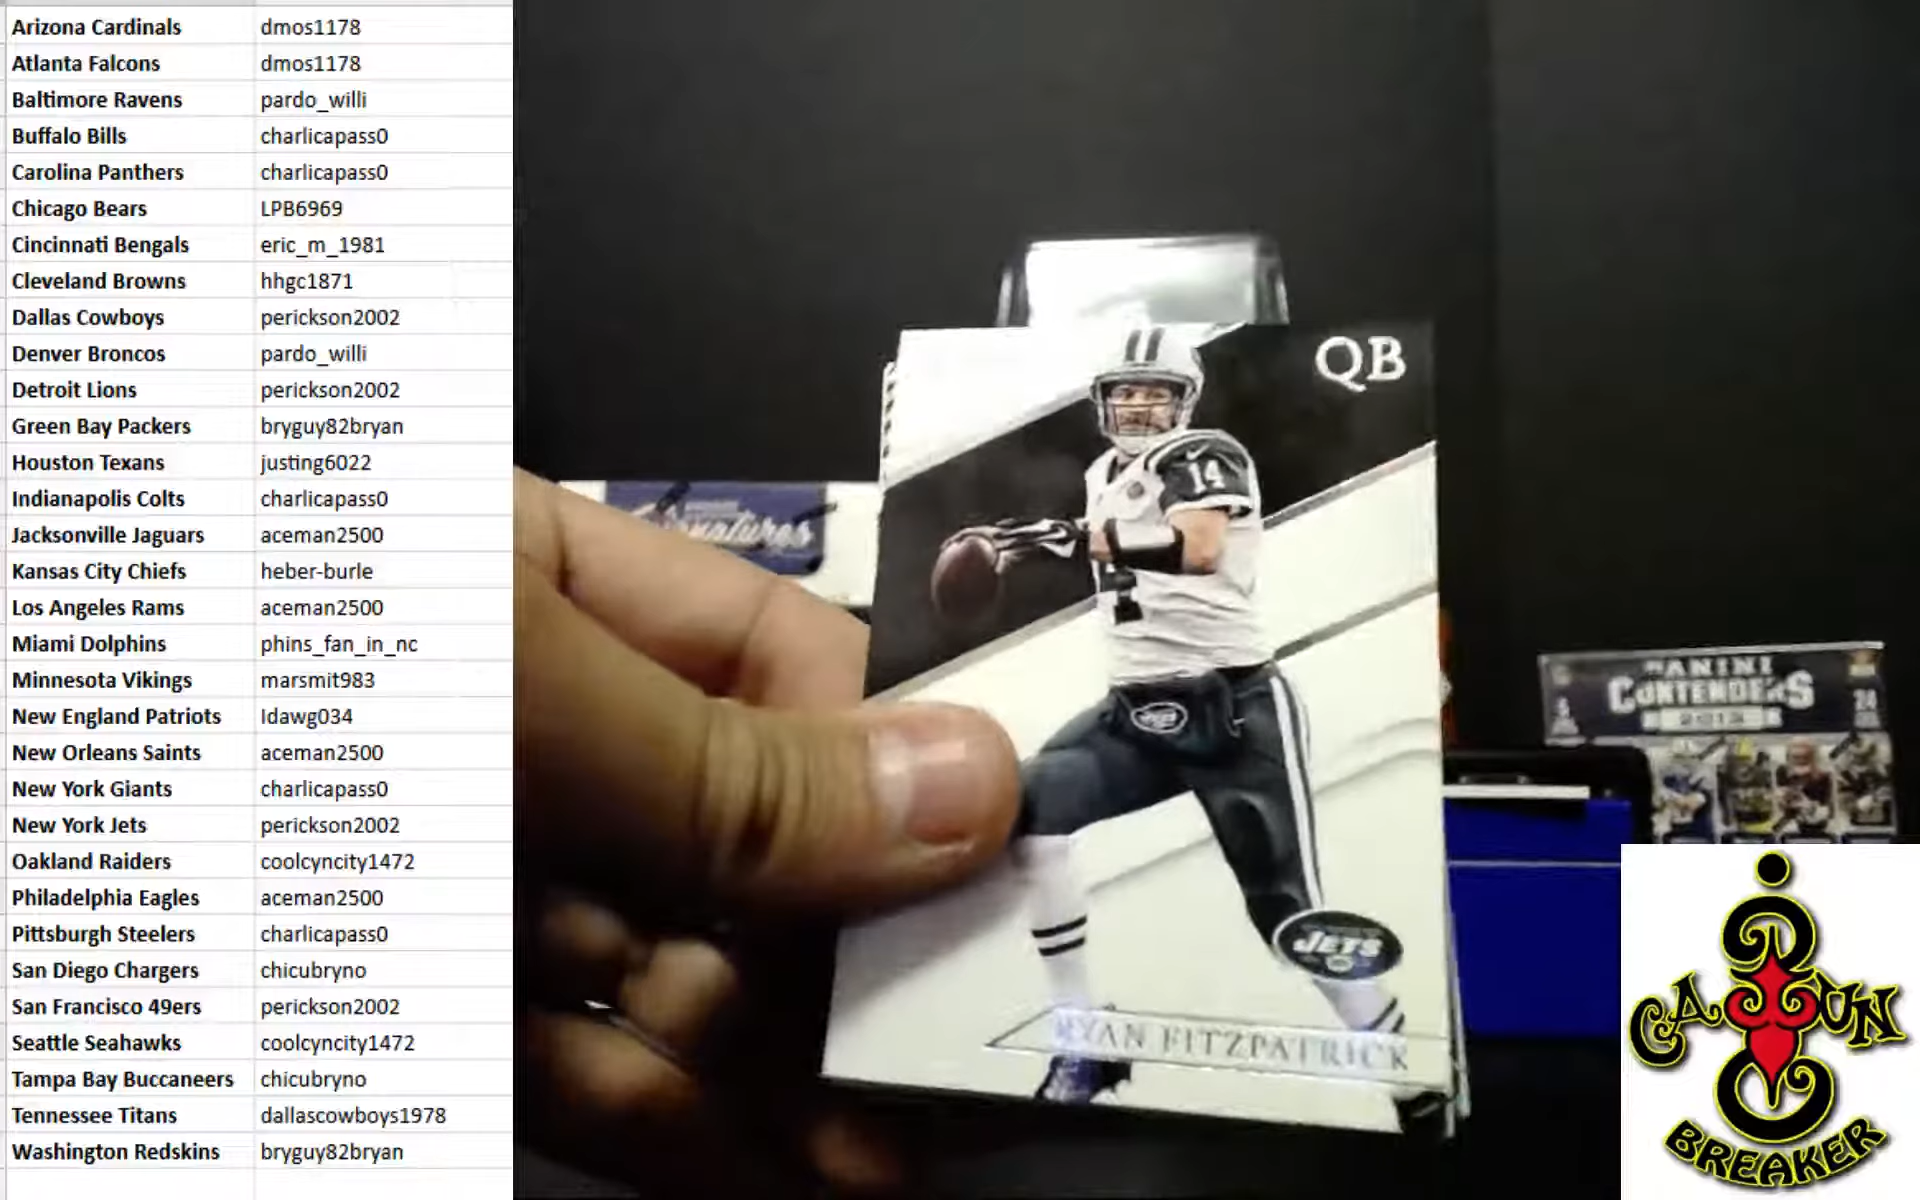 Arizona Cardinals dmos1178
Atlanta Falcons dmos1178
Baltimore Ravens pardo_willi
Buffalo Bills charlicapass0
Carolina Panthers charlicapass0
Chicago Bears LPB6969
Cincinnati Bengals eric_m_1981
Cleveland Browns hhgc1871
Dallas Cowboys perickson2002
Denver Broncos pardo_willi
Detroit Lions perickson2002
Green Bay Packers bryguy82bryan
Houston Texans justing6022
Indianapolis Colts charlicapass0
Jacksonville Jaguars aceman2500
Kansas City Chiefs heber-burle
Los Angeles Rams aceman2500
Miami Dolphins phins_fan_in_nc
Minnesota Vikings marsmit983
New England Patriots ldawg034
New Orleans Saints aceman2500
New York Giants charlicapass0
New York Jets perickson2002
Oakland Raiders coolcyncity1472
Philadelphia Eagles aceman2500
Pittsburgh Steelers charlicapass0
San Diego Chargers chicubryno
San Francisco 49ers perickson2002
Seattle Seahawks coolcyncity1472
Tampa Bay Buccaneers chicubryno
Tennessee Titans dallascowboys1978
Washington Redskins bryguy82bryan
QB
14
JETS
RYAN FITZPATRICK
PANINI
CONTENDERS
2013
24
CAJUN
BREAKER